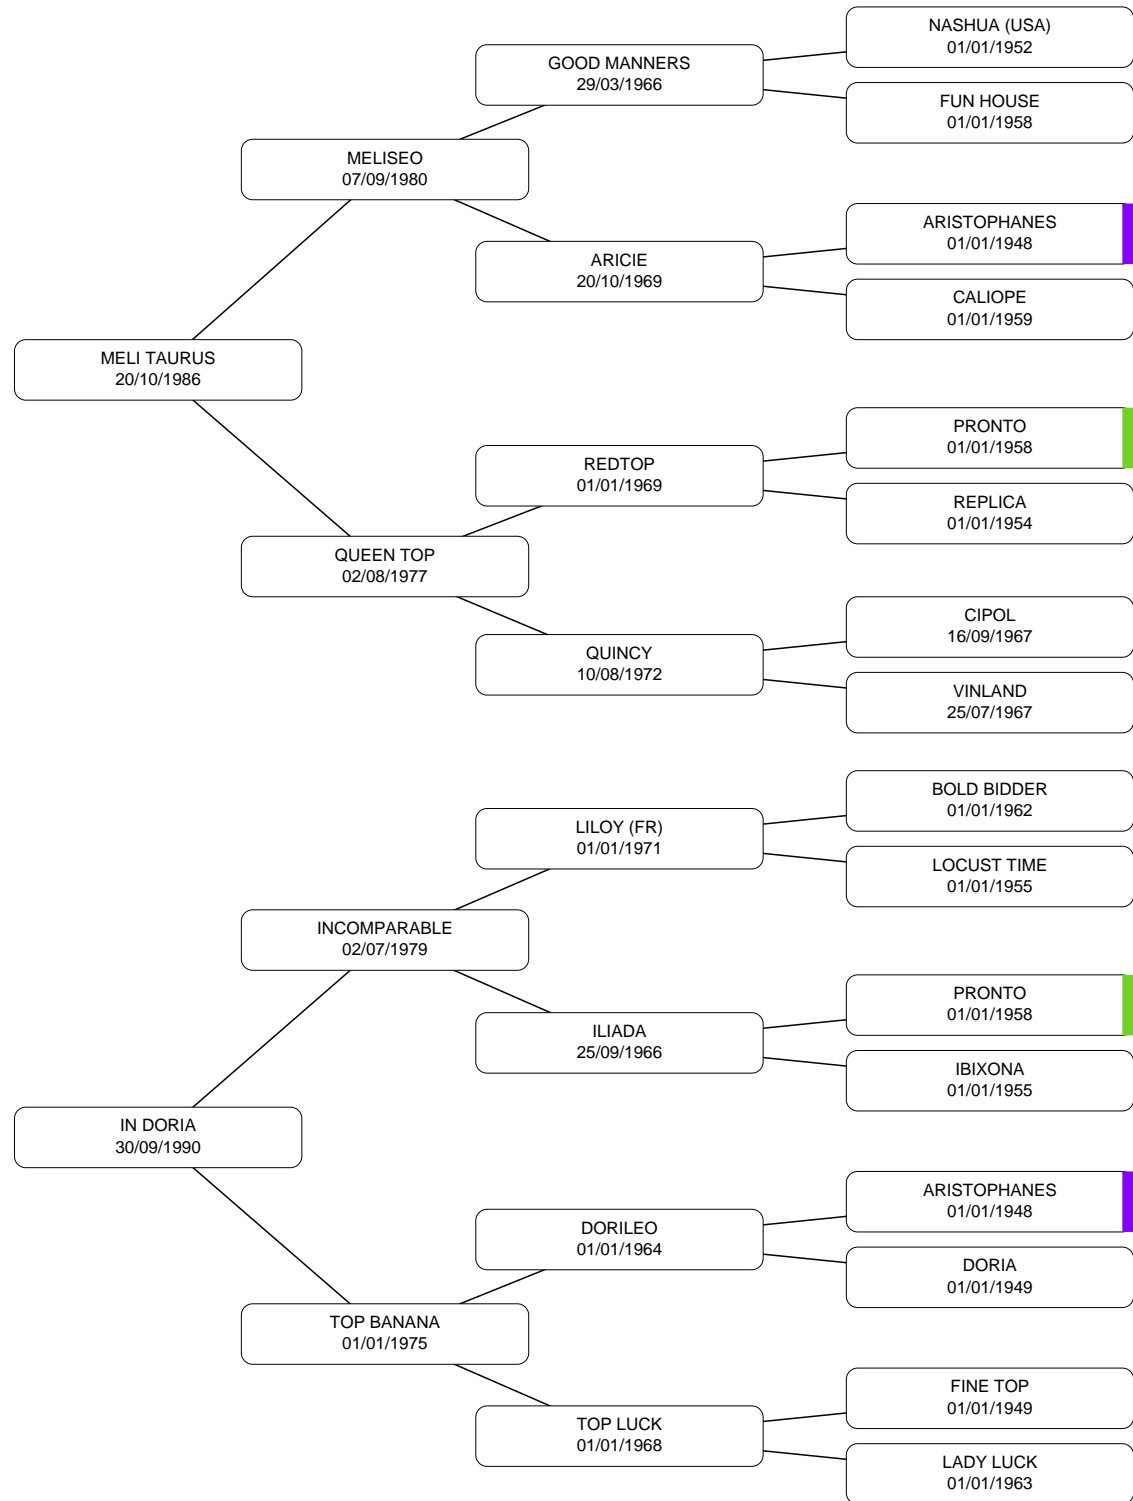 NASHUA (USA)
01/01/1952
GOOD MANNERS
29/03/1966
FUN HOUSE
01/01/1958
MELISEO
07/09/1980
ARISTOPHANES
01/01/1948
ARICIE
20/10/1969
CALIOPE
01/01/1959
MELI TAURUS
20/10/1986
PRONTO
01/01/1958
REDTOP
01/01/1969
REPLICA
01/01/1954
QUEEN TOP
02/08/1977
CIPOL
16/09/1967
QUINCY
10/08/1972
VINLAND
25/07/1967
BOLD BIDDER
01/01/1962
LILOY (FR)
01/01/1971
LOCUST TIME
01/01/1955
INCOMPARABLE
02/07/1979
PRONTO
01/01/1958
ILIADA
25/09/1966
IBIXONA
01/01/1955
IN DORIA
30/09/1990
ARISTOPHANES
01/01/1948
DORILEO
01/01/1964
DORIA
01/01/1949
TOP BANANA
01/01/1975
FINE TOP
01/01/1949
TOP LUCK
01/01/1968
LADY LUCK
01/01/1963